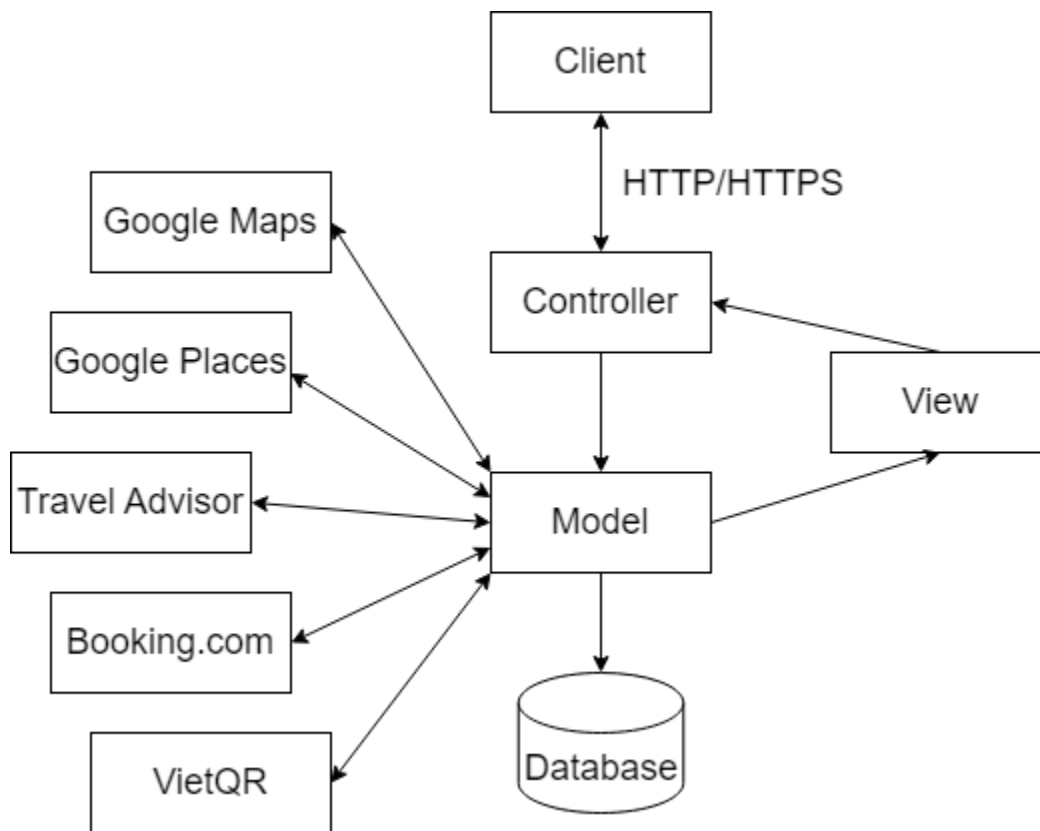 Client
HTTP/HTTPS
Google Maps
Controller
Google Places
View
Travel Advisor
Model
Booking.com
VietQR
Database